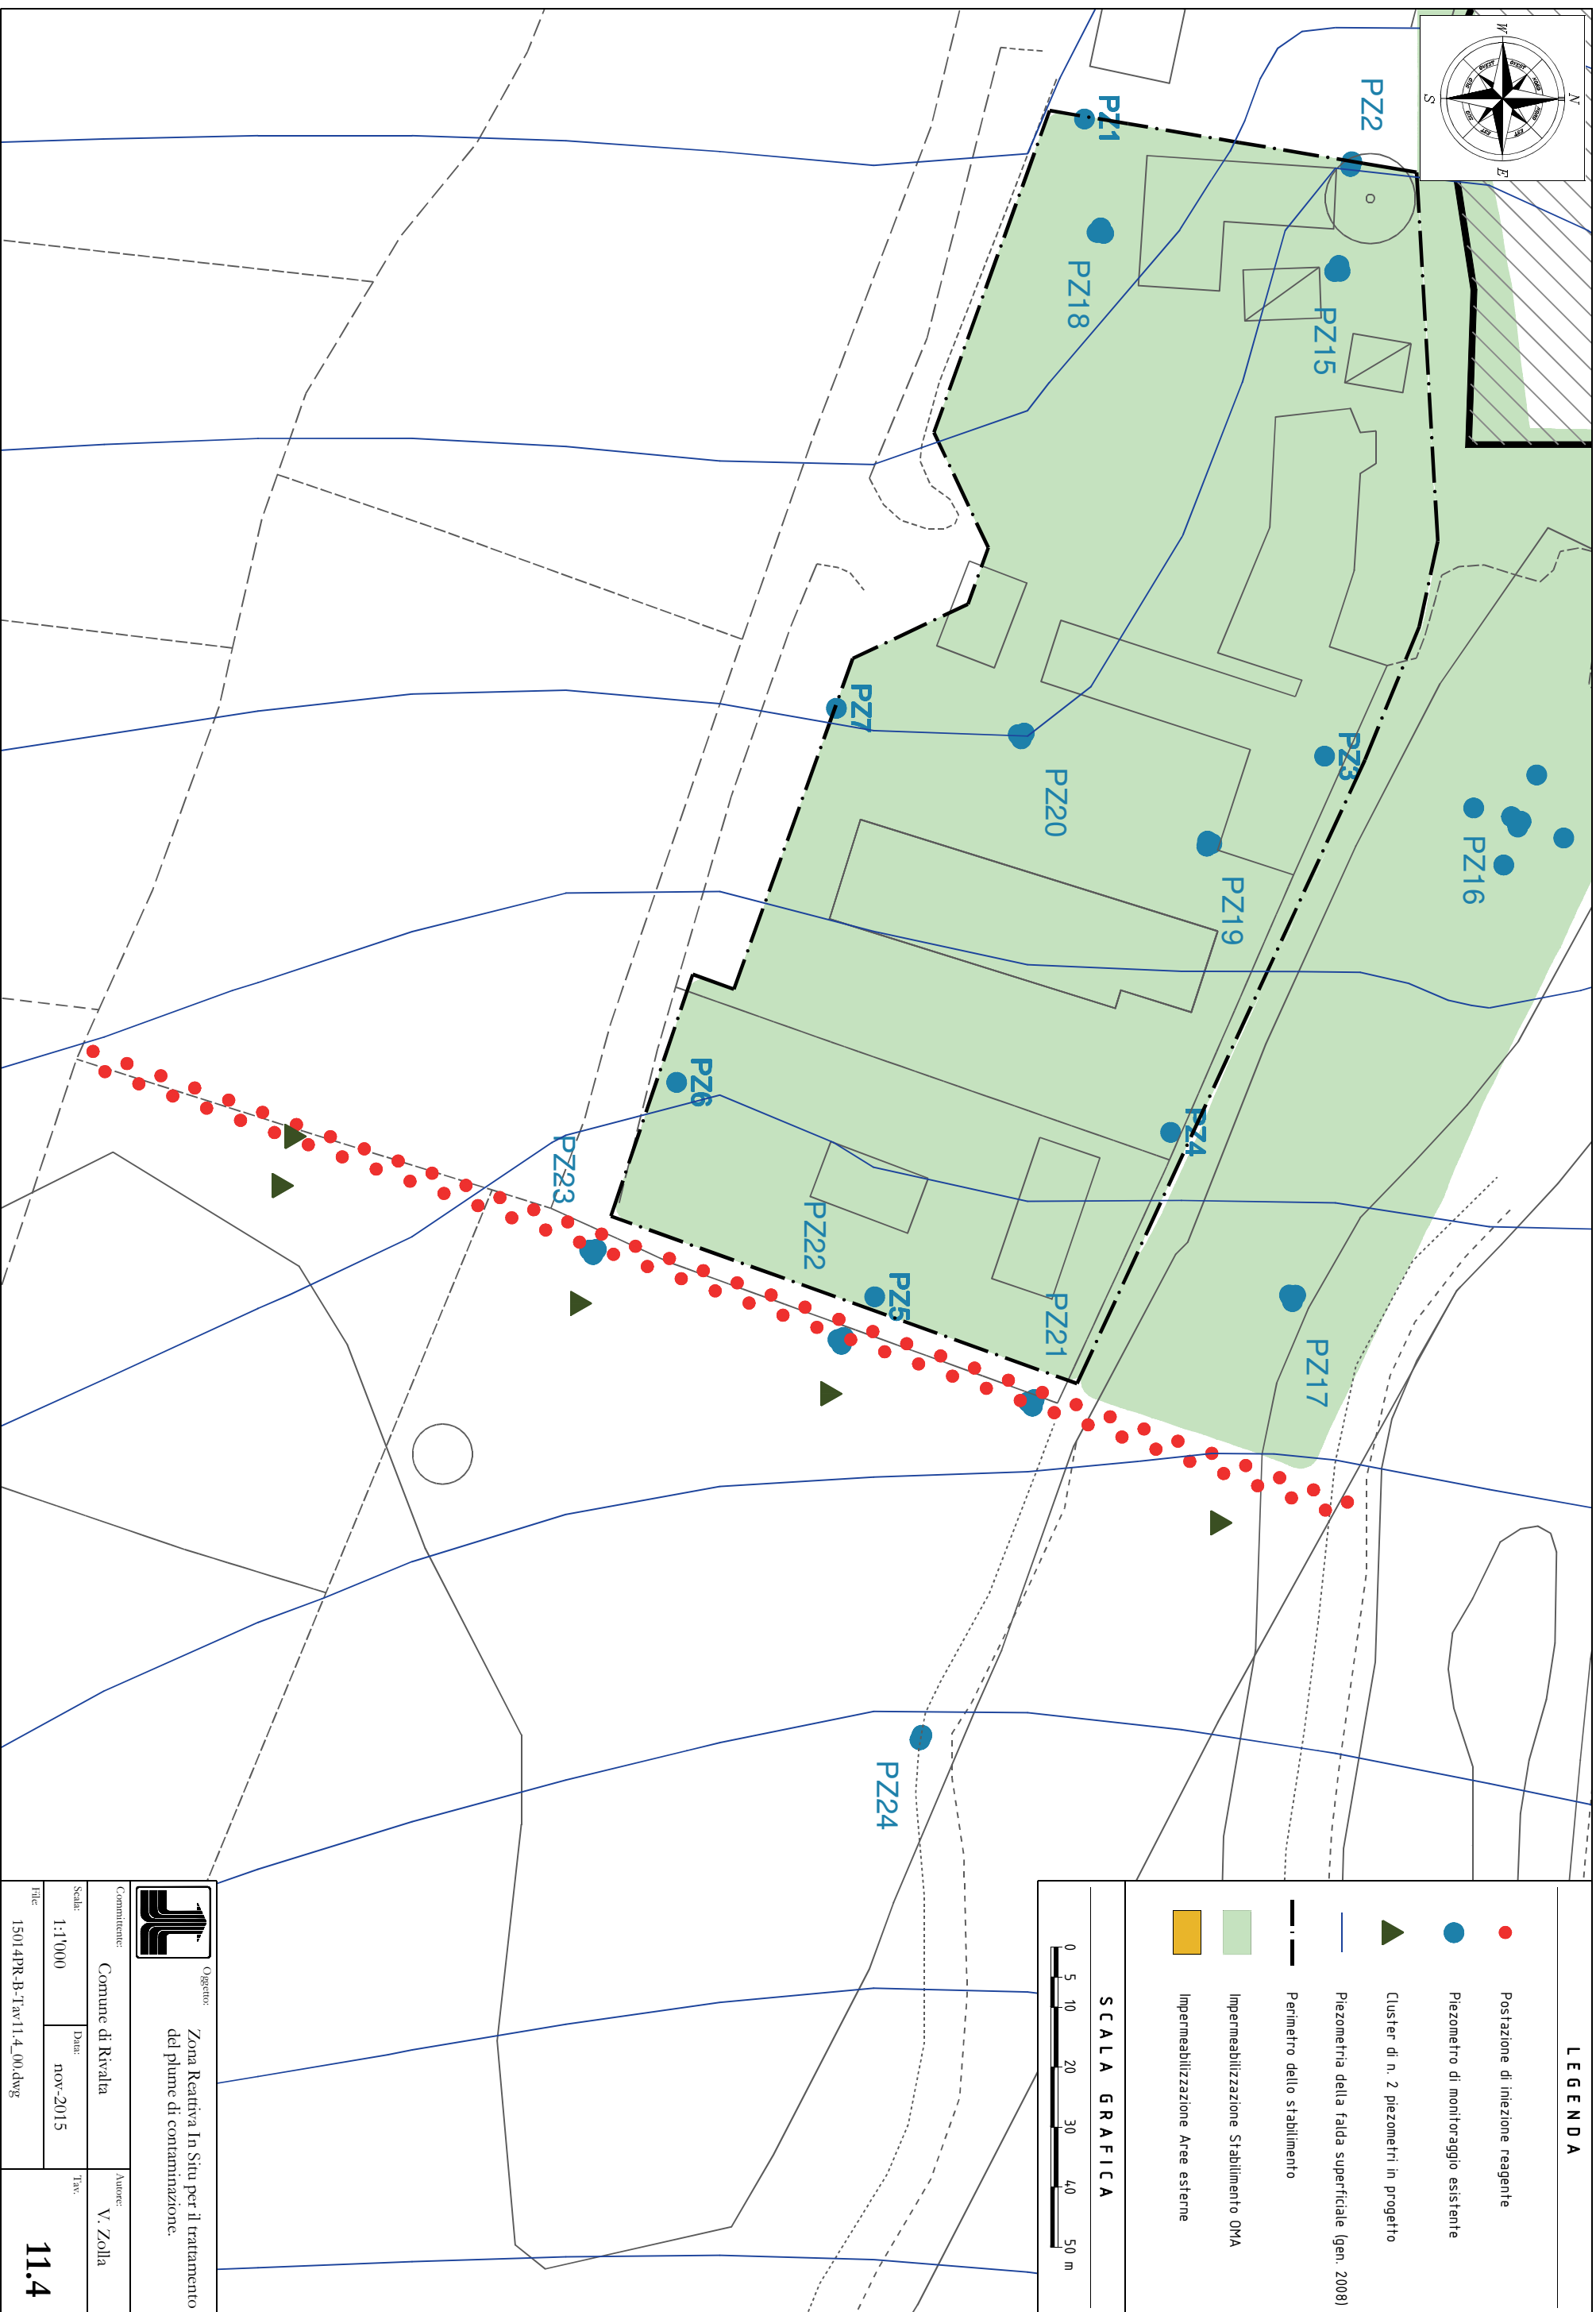 N
W
E
S
NORD
EST
SUD
OVEST
PZ2
PZ1
PZ18
PZ15
PZ7
PZ3
PZ20
PZ19
PZ16
PZ6
PZ4
PZ23
PZ22
PZ5
PZ21
PZ17
PZ24
LEGENDA
Postazione di iniezione reagente
Piezometro di monitoraggio esistente
Cluster di n. 2 piezometri in progetto
Piezometria della falda superficiale (gen. 2008)
Perimetro dello stabilimento
Impermeabilizzazione Stabilimento OMA
Impermeabilizzazione Aree esterne
SCALA GRAFICA
0 5 10 20 30 40 50 m
Oggetto:
Zona Reattiva In Situ per il trattamento
del plume di contaminazione.
Committente:
Comune di Rivalta
Autore:
V. Zolla
Scala:
1:1'000
Data:
nov-2015
Tav.
11.4
File:
15014PR-B-Tav11.4_00.dwg